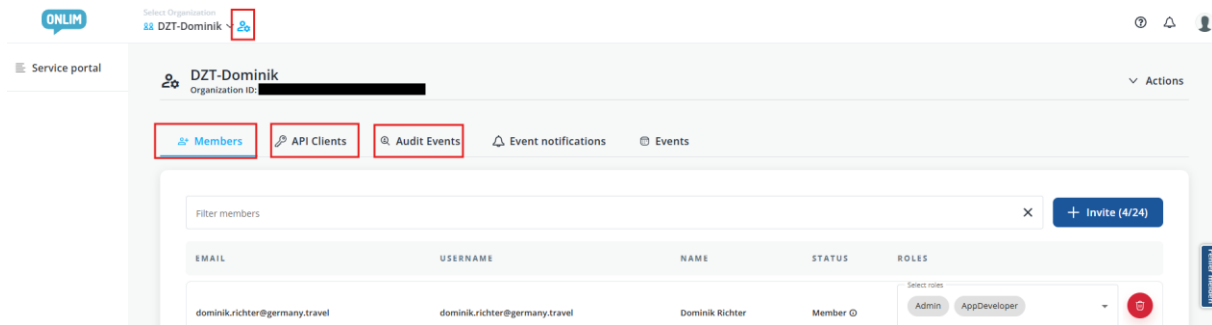 ONLIM
Select Organization
DZT-Dominik
Service portal
DZT-Dominik
Organization ID:
Actions
Members
API Clients
Audit Events
Event notifications
Events
Filter members
+ Invite (4/24)
EMAIL USERNAME NAME STATUS ROLES
Select roles
dominik.richter@germany.travel dominik.richter@germany.travel Dominik Richter Member Admin AppDeveloper
Fehler melden